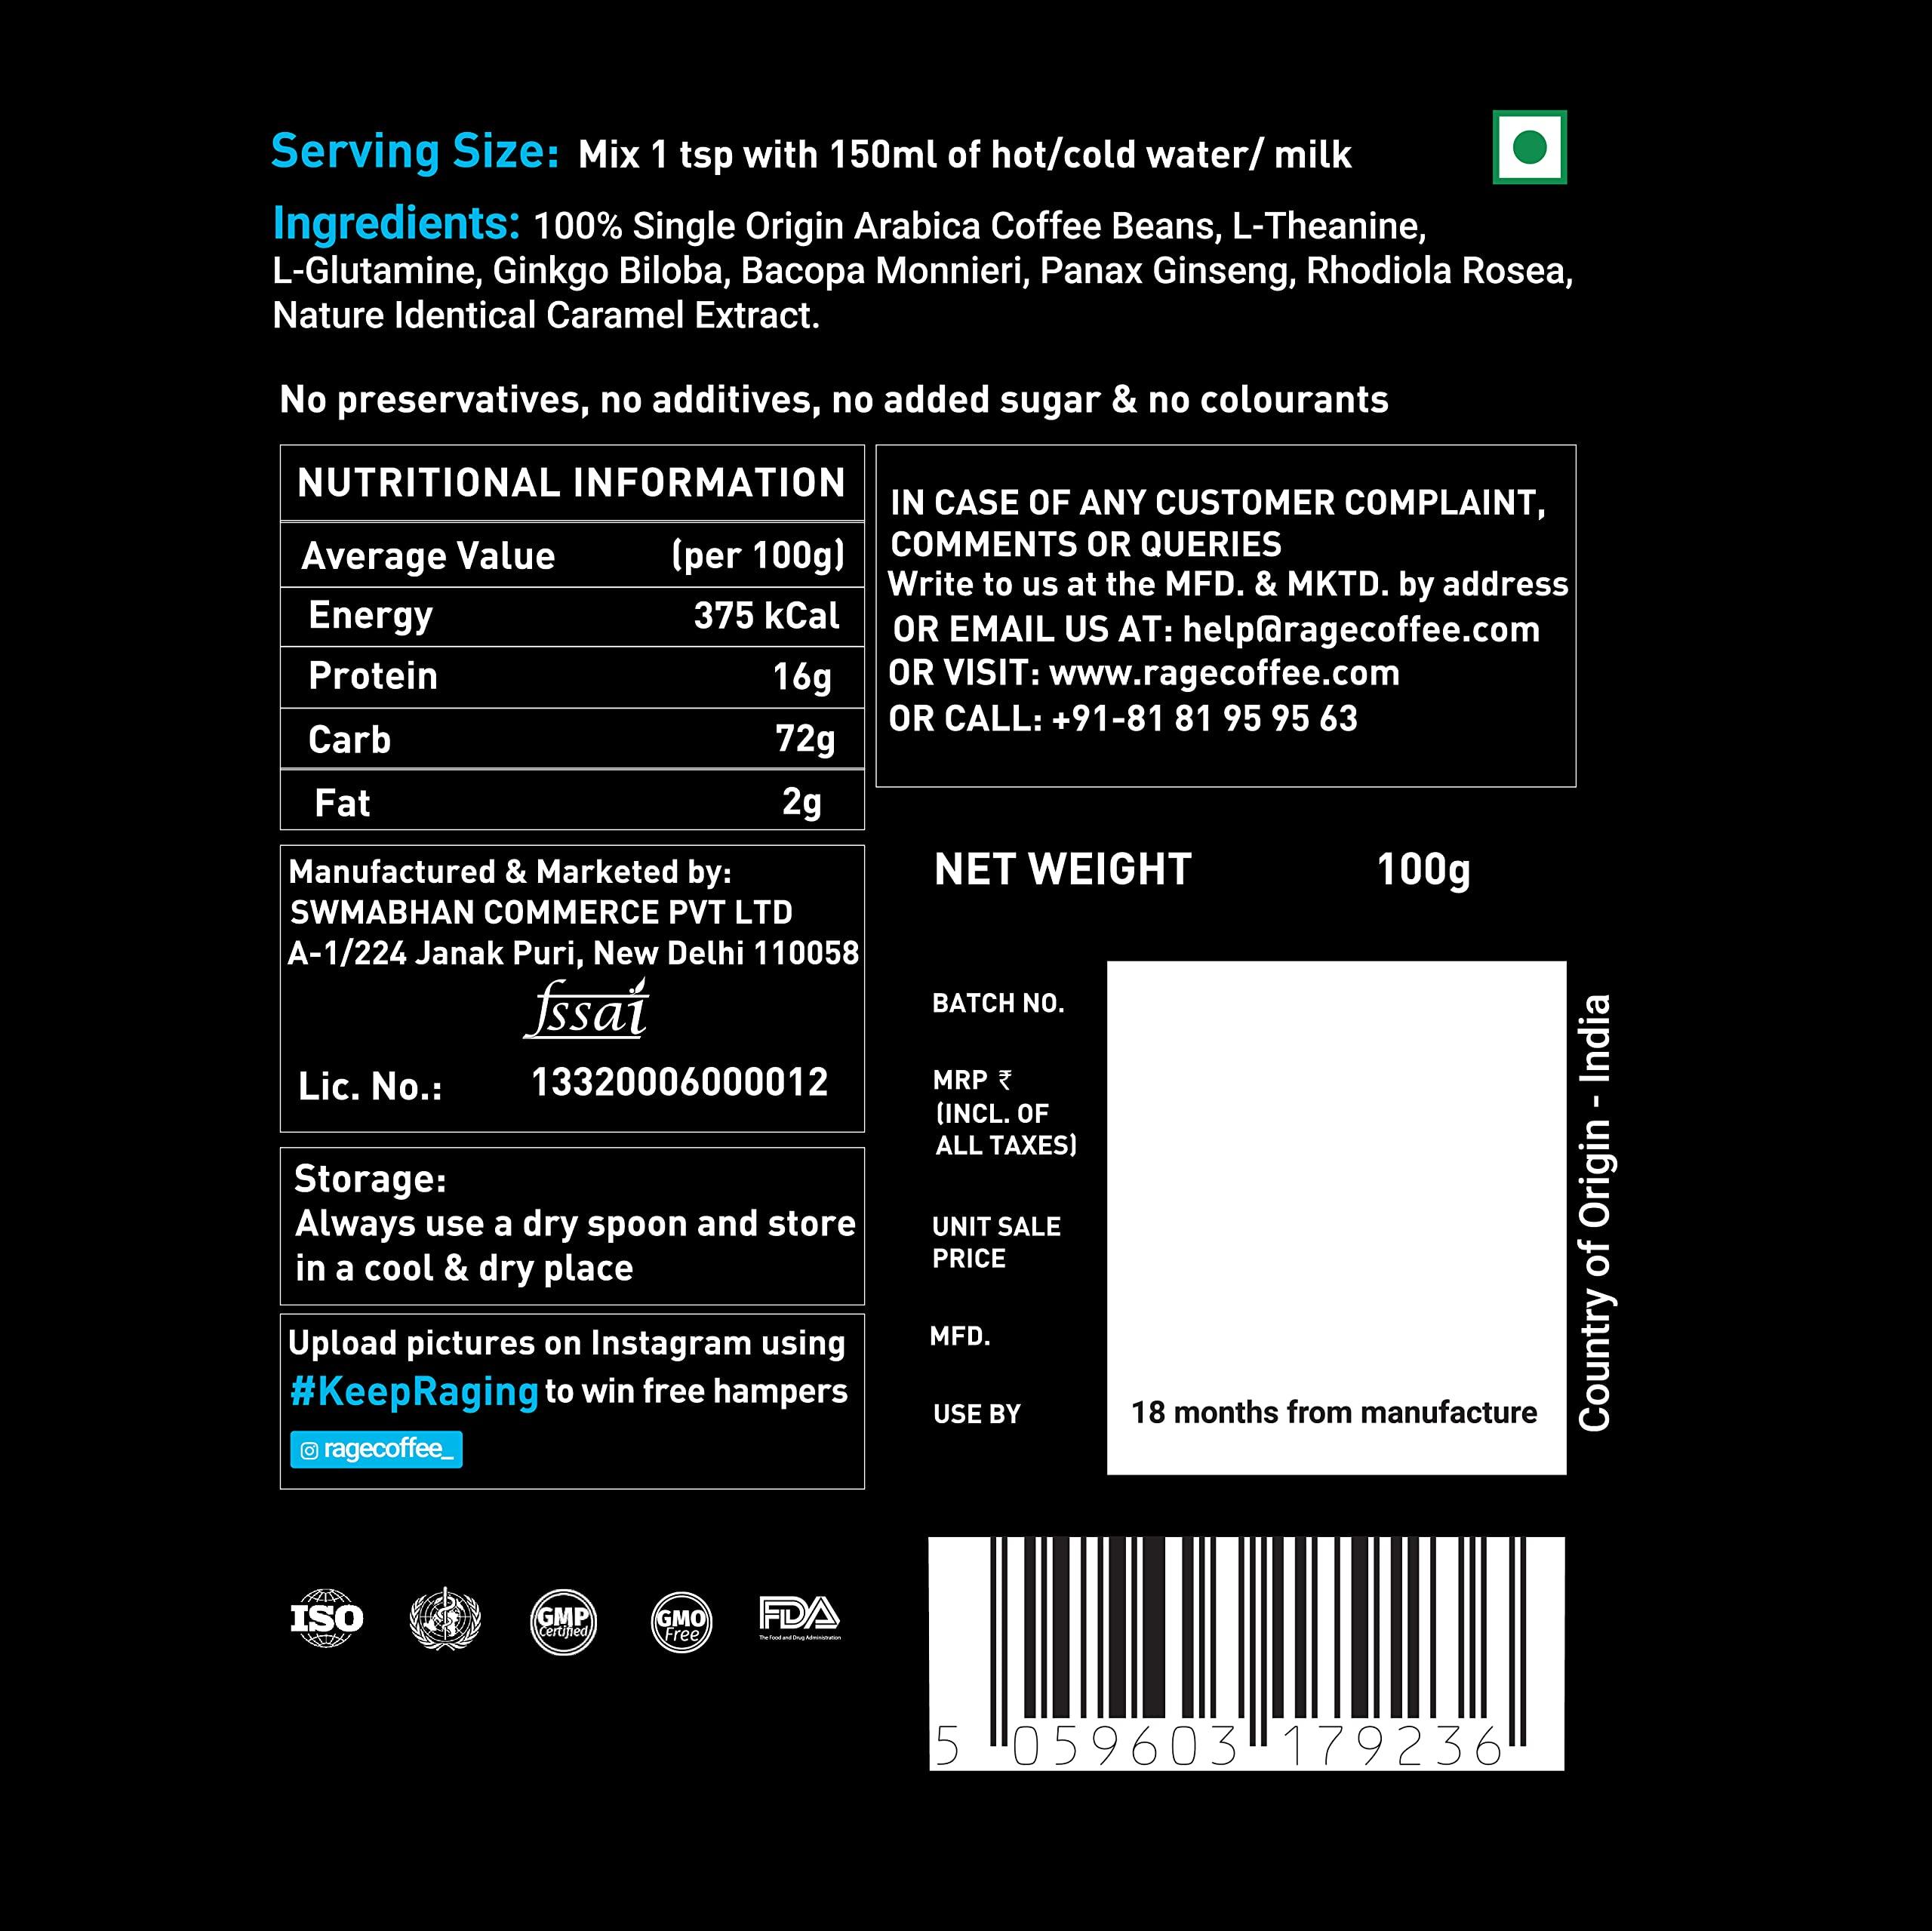 Serving Size: Mix 1 tsp with 150ml of hot/cold water/ milk
Ingredients: 100% Single Origin Arabica Coffee Beans, L-Theanine,
L-Glutamine, Ginkgo Biloba, Bacopa Monnieri, Panax Ginseng, Rhodiola Rosea,
Nature Identical Caramel Extract.
No preservatives, no additives, no added sugar & no colourants
NUTRITIONAL INFORMATION
Average Value (per 100g)
Energy 375 kCal
Protein 16g
Carb 72g
Fat 2g
IN CASE OF ANY CUSTOMER COMPLAINT,
COMMENTS OR QUERIES
Write to us at the MFD. & MKTD. by address
OR EMAIL US AT: help@ragecoffee.com
OR VISIT: www.ragecoffee.com
OR CALL: +91-81 81 95 95 63
Manufactured & Marketed by:
SWMABHAN COMMERCE PVT LTD
A-1/224 Janak Puri, New Delhi 110058
fssai
Lic. No.: 13320006000012
Storage:
Always use a dry spoon and store
in a cool & dry place
Upload pictures on Instagram using
#KeepRaging to win free hampers
ragecoffee_
NET WEIGHT 100g
BATCH NO.
MRP ₹
(INCL. OF
ALL TAXES)
UNIT SALE
PRICE
MFD.
USE BY 18 months from manufacture
Country of Origin - India
ISO
GMP
Certified
GMO
Free
FDA
The Food and Drug Administration
5 059603 179236